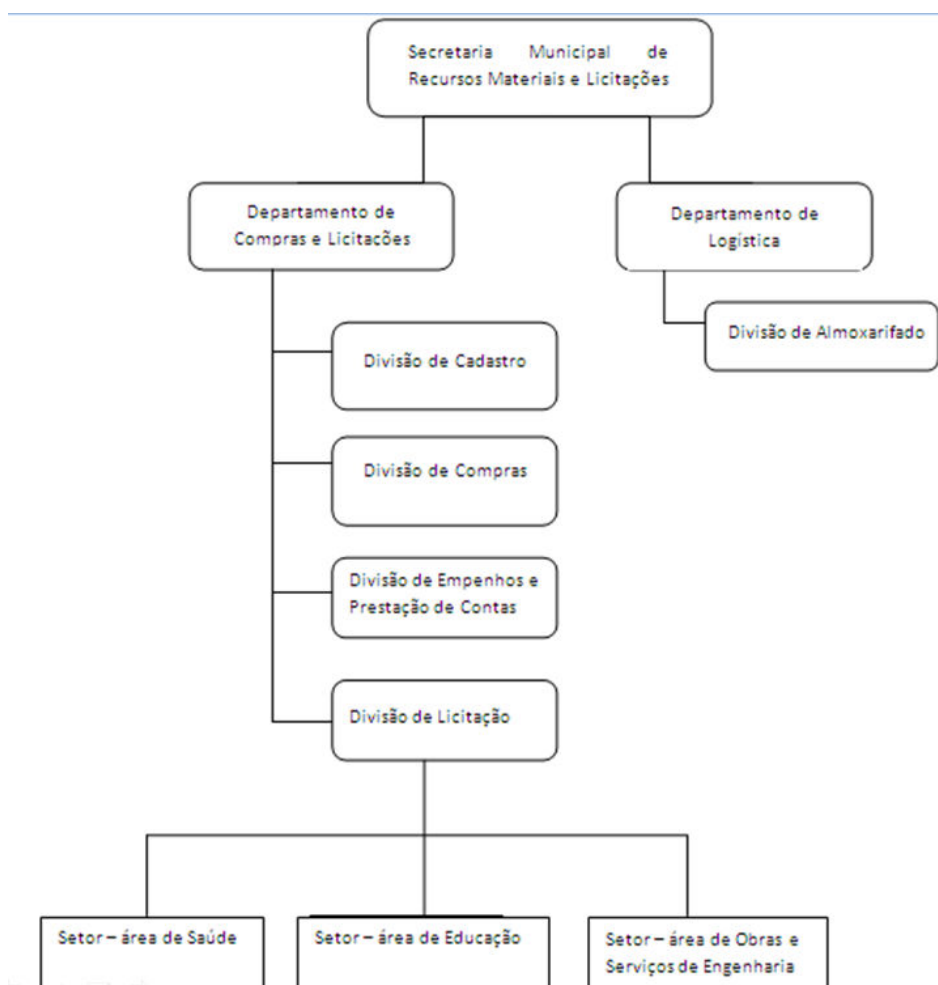 Secretaria Municipal de
Recursos Materiais e Licitações
Departamento de
Compras e Licitações
Departamento de
Logística
Divisão de Almoxarifado
Divisão de Cadastro
Divisão de Compras
Divisão de Empenhos e
Prestação de Contas
Divisão de Licitação
Setor – área de Saúde
Setor – área de Educação
Setor – área de Obras e
Serviços de Engenharia